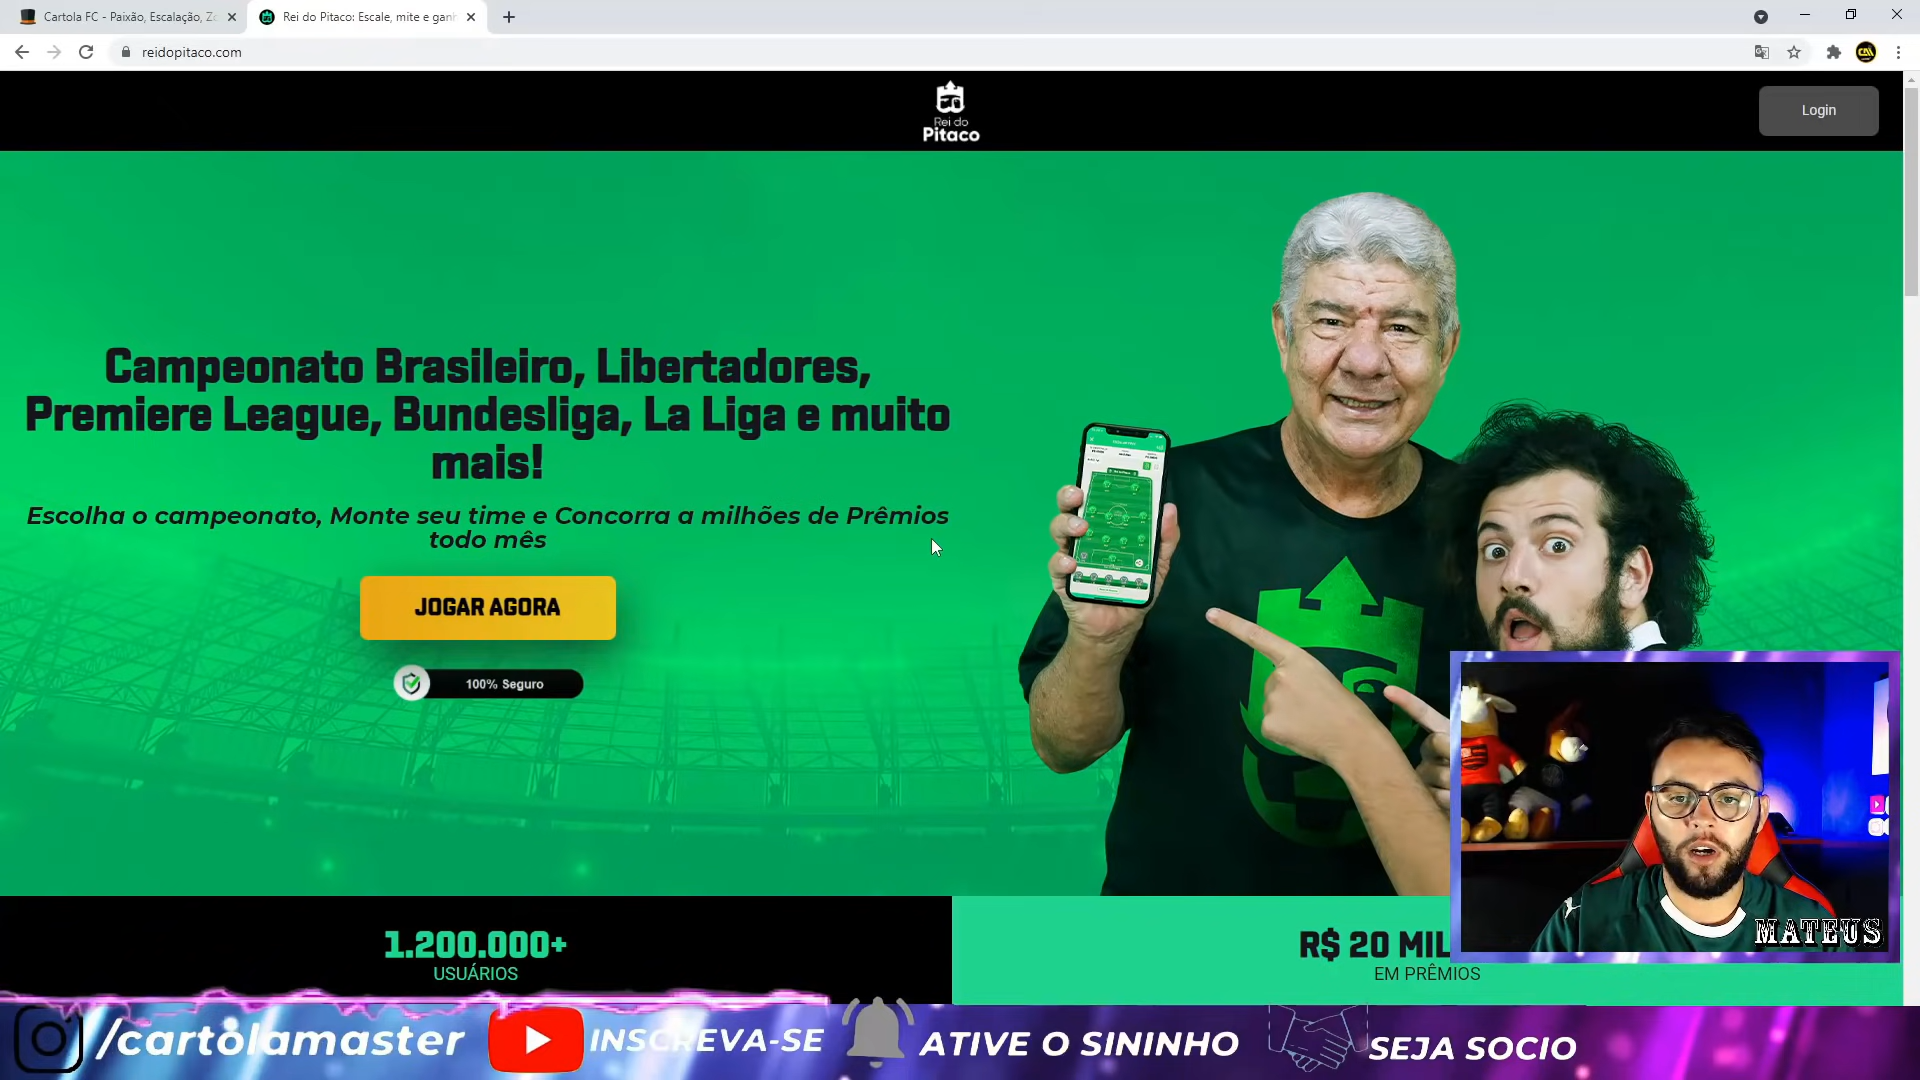 Cartola FC - Paixão, Escalação, Zo
Rei do Pitaco: Escale, mite e ganh
reidopitaco.com
Rei do
Pitaco
Login
Campeonato Brasileiro, Libertadores,
Premiere League, Bundesliga, La Liga e muito
mais!
Escolha o campeonato, Monte seu time e Concorra a milhões de Prêmios
todo mês
JOGAR AGORA
100% Seguro
1.200.000+
USUÁRIOS
R$ 20 MIL
EM PRÊMIOS
MATEUS
/cartolamaster
INSCREVA-SE
ATIVE O SININHO
SEJA SOCIO